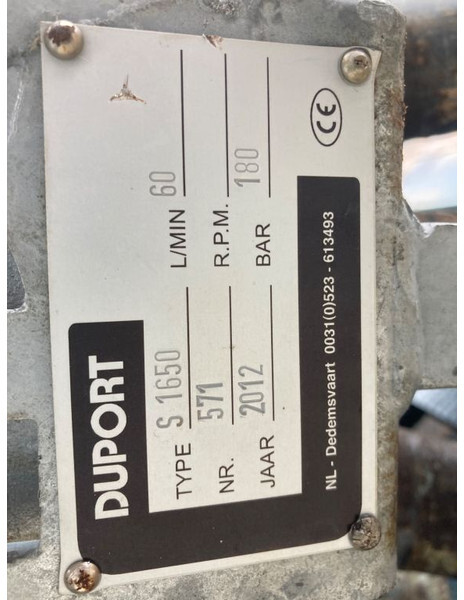 DUPORT
TYPE S 1650 L/MIN 60
NR. 571 R.P.M.
JAAR 2012 BAR 180
NL - Dedemsvaart 0031(0)523 - 613493
CE